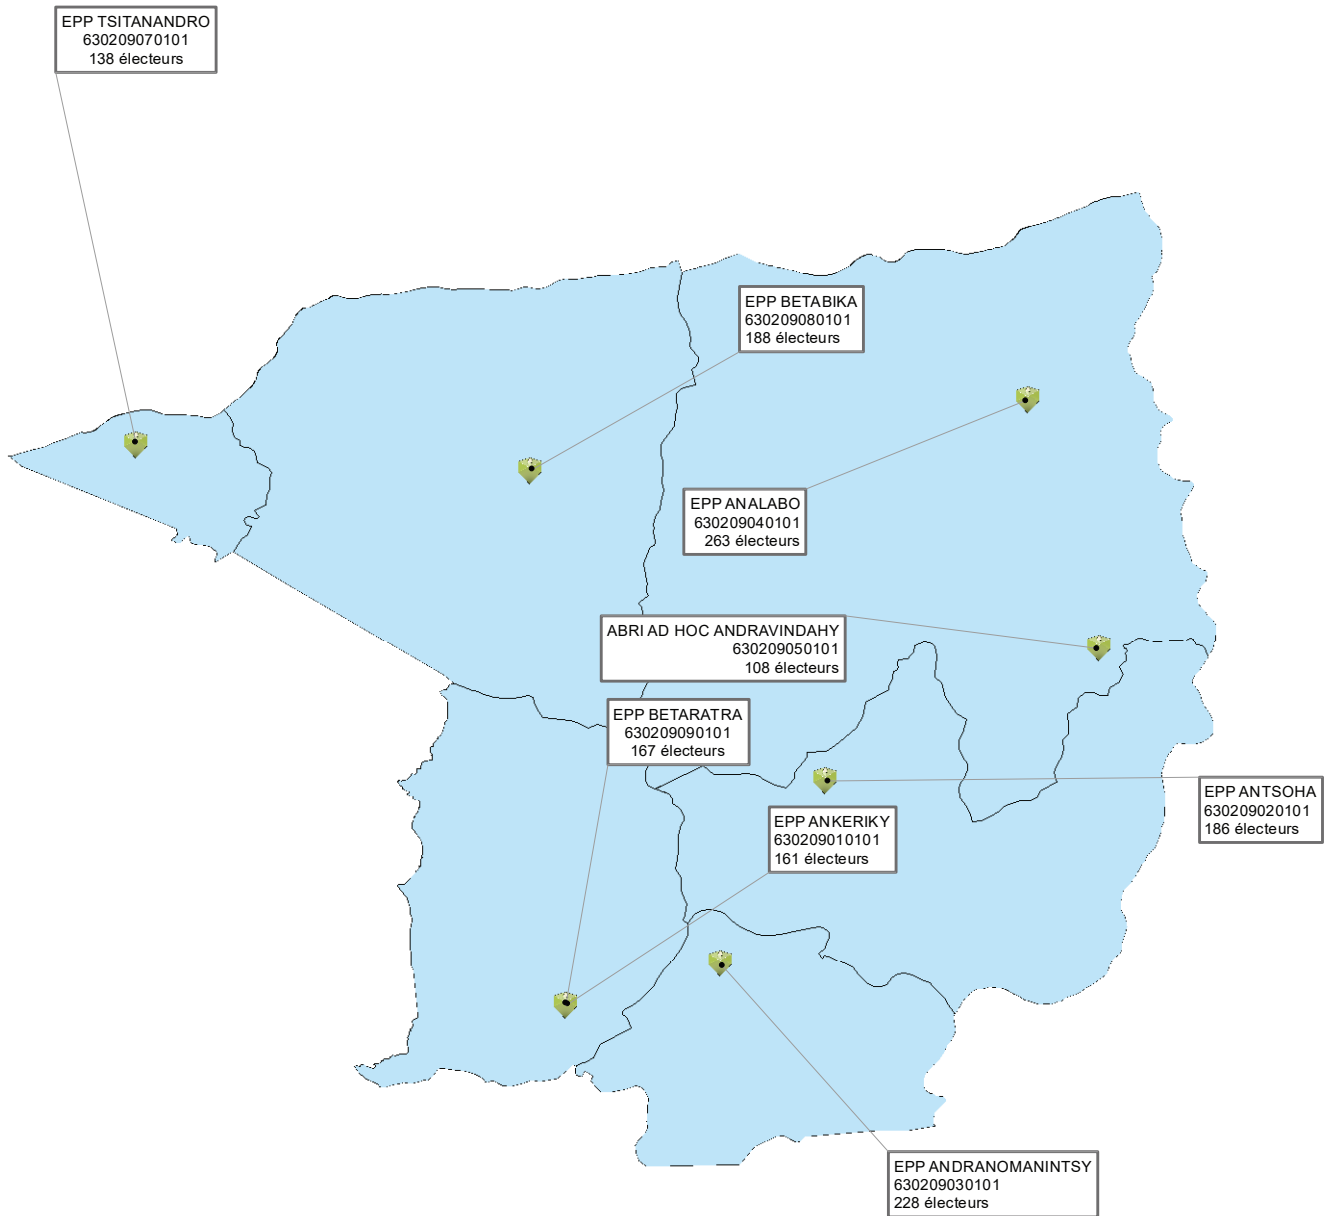 EPP TSITANANDRO
630209070101
138 électeurs
EPP BETABIKA
630209080101
188 électeurs
EPP ANALABO
630209040101
263 électeurs
ABRI AD HOC ANDRAVINDAHY
630209050101
108 électeurs
EPP BETARATRA
630209090101
167 électeurs
EPP ANTSOHA
630209020101
186 électeurs
EPP ANKERIKY
630209010101
161 électeurs
EPP ANDRANOMANINTSY
630209030101
228 électeurs